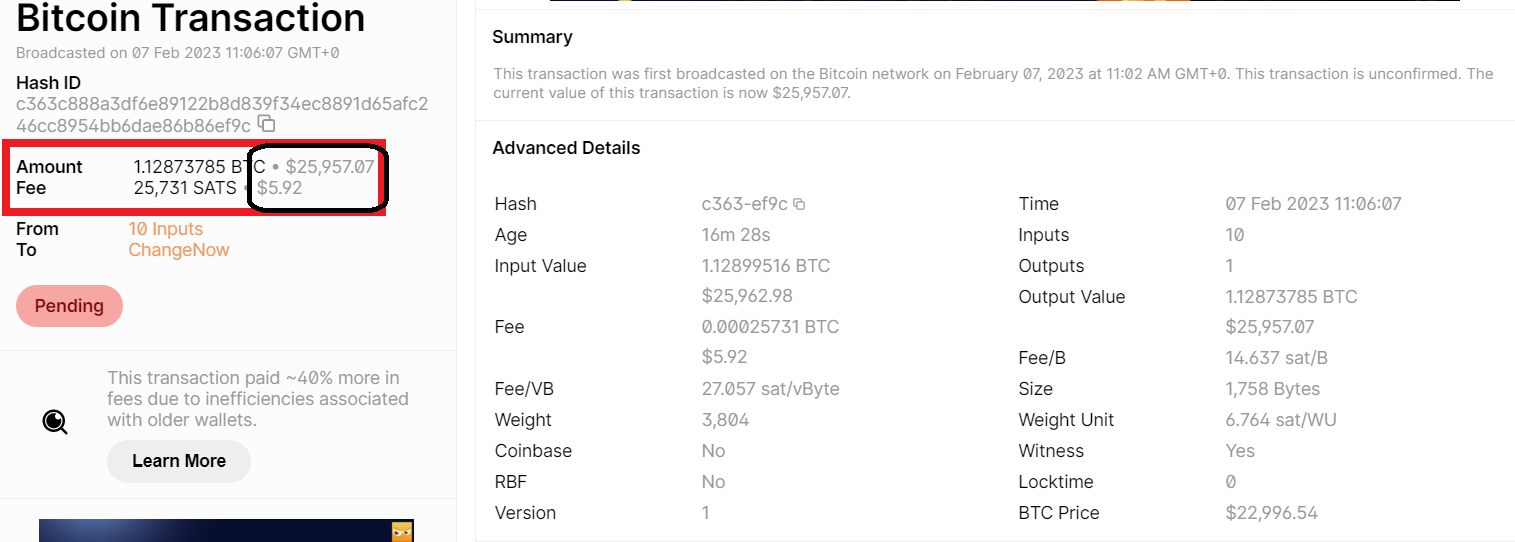 Bitcoin Transaction
Broadcasted on 07 Feb 2023 11:06:07 GMT+0
Hash ID
c363c888a3df6e89122b8d839f34ec8891d65afc2
46cc8954bb6dae86b86ef9c
Amount 1.12873785 BTC • $25,957.07
Fee 25,731 SATS • $5.92
From 10 Inputs
To ChangeNow
Pending
This transaction paid ~40% more in
fees due to inefficiencies associated
with older wallets.
Learn More
Summary
This transaction was first broadcasted on the Bitcoin network on February 07, 2023 at 11:02 AM GMT+0. This transaction is unconfirmed. The
current value of this transaction is now $25,957.07.
Advanced Details
Hash c363-ef9c
Age 16m 28s
Input Value 1.12899516 BTC
$25,962.98
Fee 0.00025731 BTC
$5.92
Fee/VB 27.057 sat/vByte
Weight 3,804
Coinbase No
RBF No
Version 1
Time 07 Feb 2023 11:06:07
Inputs 10
Outputs 1
Output Value 1.12873785 BTC
$25,957.07
Fee/B 14.637 sat/B
Size 1,758 Bytes
Weight Unit 6.764 sat/WU
Witness Yes
Locktime 0
BTC Price $22,996.54